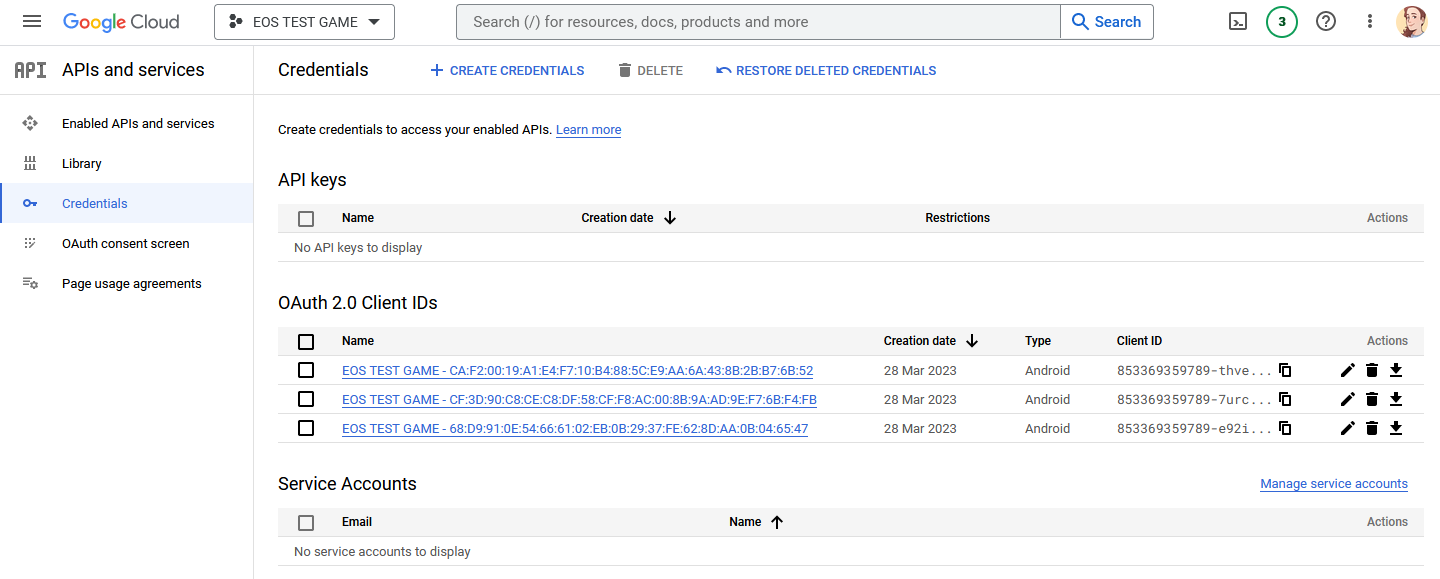 Google Cloud EOS TEST GAME Search (/) for resources, docs, products and more Search 3
API APIs and services Credentials CREATE CREDENTIALS DELETE RESTORE DELETED CREDENTIALS
Enabled APIs and services
Library
Credentials
OAuth consent screen
Page usage agreements
Create credentials to access your enabled APIs. Learn more
API keys
Name Creation date Restrictions Actions
No API keys to display
OAuth 2.0 Client IDs
Name Creation date Type Client ID Actions
EOS TEST GAME - CA:F2:00:19:A1:E4:F7:10:B4:88:5C:E9:AA:6A:43:8B:2B:B7:6B:52 28 Mar 2023 Android 853369359789-thve...
EOS TEST GAME - CF:3D:90:C8:CE:C8:DF:58:CF:F8:AC:00:8B:9A:AD:9E:F7:6B:F4:FB 28 Mar 2023 Android 853369359789-7urc...
EOS TEST GAME - 68:D9:91:0E:54:66:61:02:EB:0B:29:37:FE:62:8D:AA:0B:04:65:47 28 Mar 2023 Android 853369359789-e92i...
Service Accounts Manage service accounts
Email Name Actions
No service accounts to display